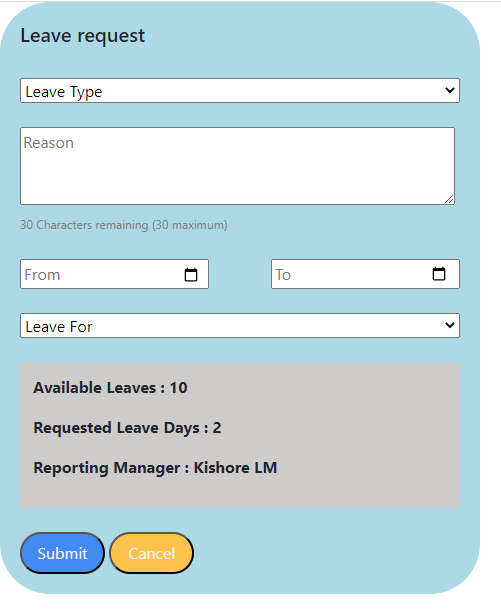 Leave request
Leave Type
Reason
30 Characters remaining (30 maximum)
From To
Leave For
Available Leaves : 10
Requested Leave Days : 2
Reporting Manager : Kishore LM
Submit Cancel